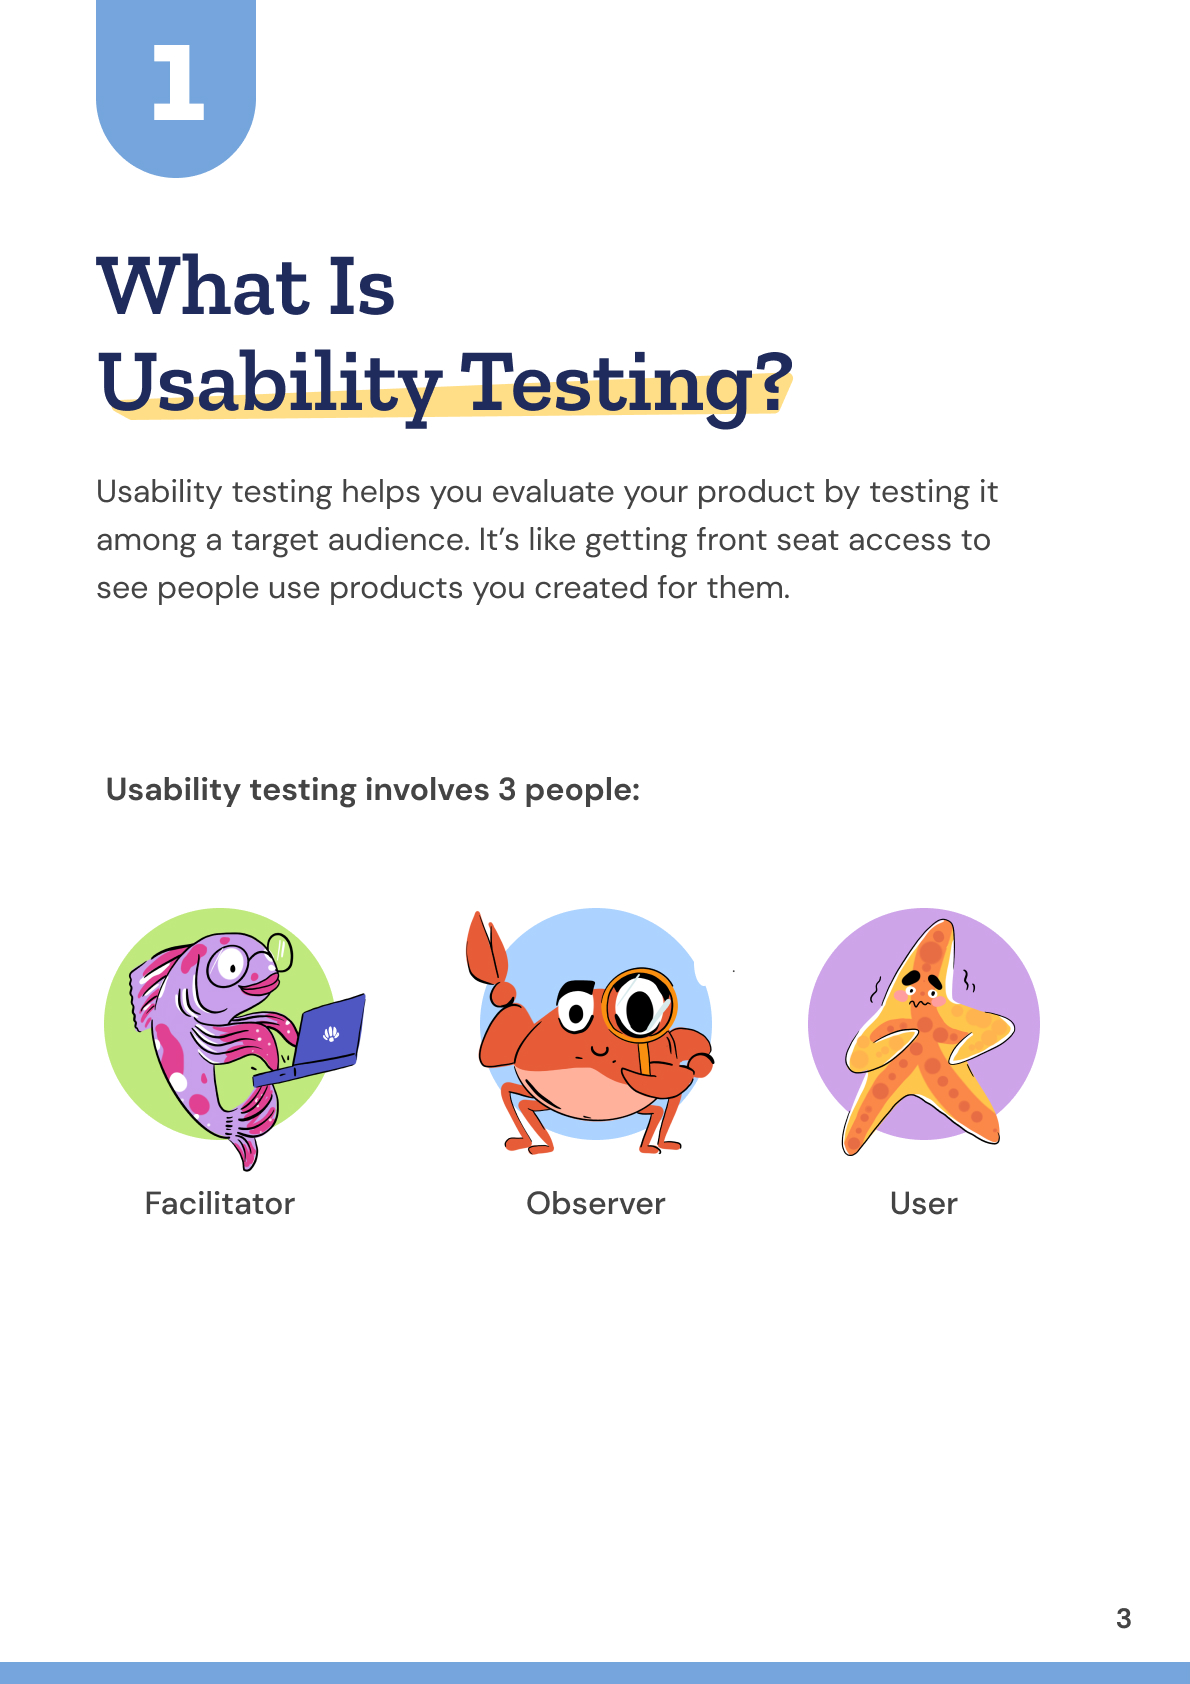 1
What Is
Usability Testing?
Usability testing helps you evaluate your product by testing it
among a target audience. It’s like getting front seat access to
see people use products you created for them.
Usability testing involves 3 people:
Facilitator
Observer
User
3